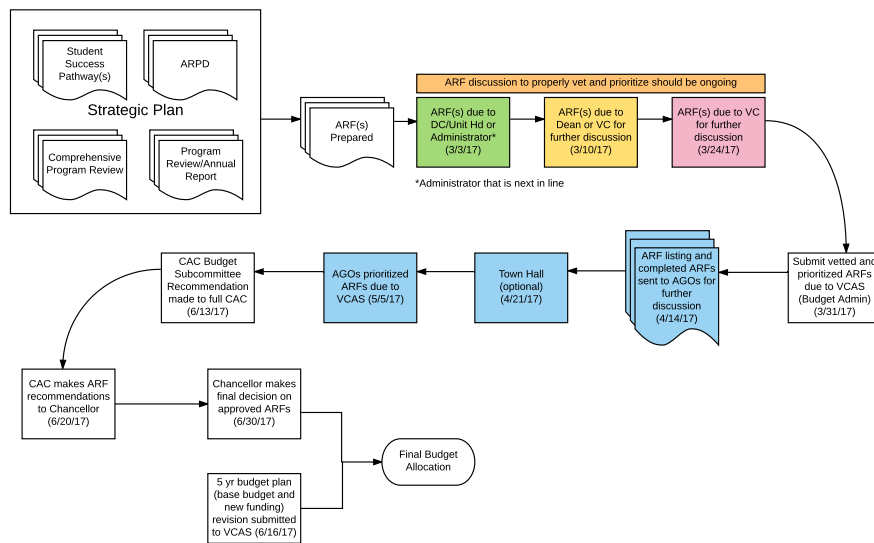 Student
Success
Pathway(s)
ARPD
Strategic Plan
Comprehensive
Program Review
Program
Review/Annual
Report
ARF(s)
Prepared
ARF discussion to properly vet and prioritize should be ongoing
ARF(s) due to
DC/Unit Hd or
Administrator*
(3/3/17)
ARF(s) due to
Dean or VC for
further discussion
(3/10/17)
ARF(s) due to VC
for further
discussion
(3/24/17)
*Administrator that is next in line
CAC Budget
Subcommittee
Recommendation
made to full CAC
(6/13/17)
AGOs prioritized
ARFs due to
VCAS (5/5/17)
Town Hall
(optional)
(4/21/17)
ARF listing and
completed ARFs
sent to AGOs for
further
discussion
(4/14/17)
Submit vetted and
prioritized ARFs
due to VCAS
(Budget Admin)
(3/31/17)
CAC makes ARF
recommendations
to Chancellor
(6/20/17)
Chancellor makes
final decision on
approved ARFs
(6/30/17)
Final Budget
Allocation
5 yr budget plan
(base budget and
new funding)
revision submitted
to VCAS (6/16/17)